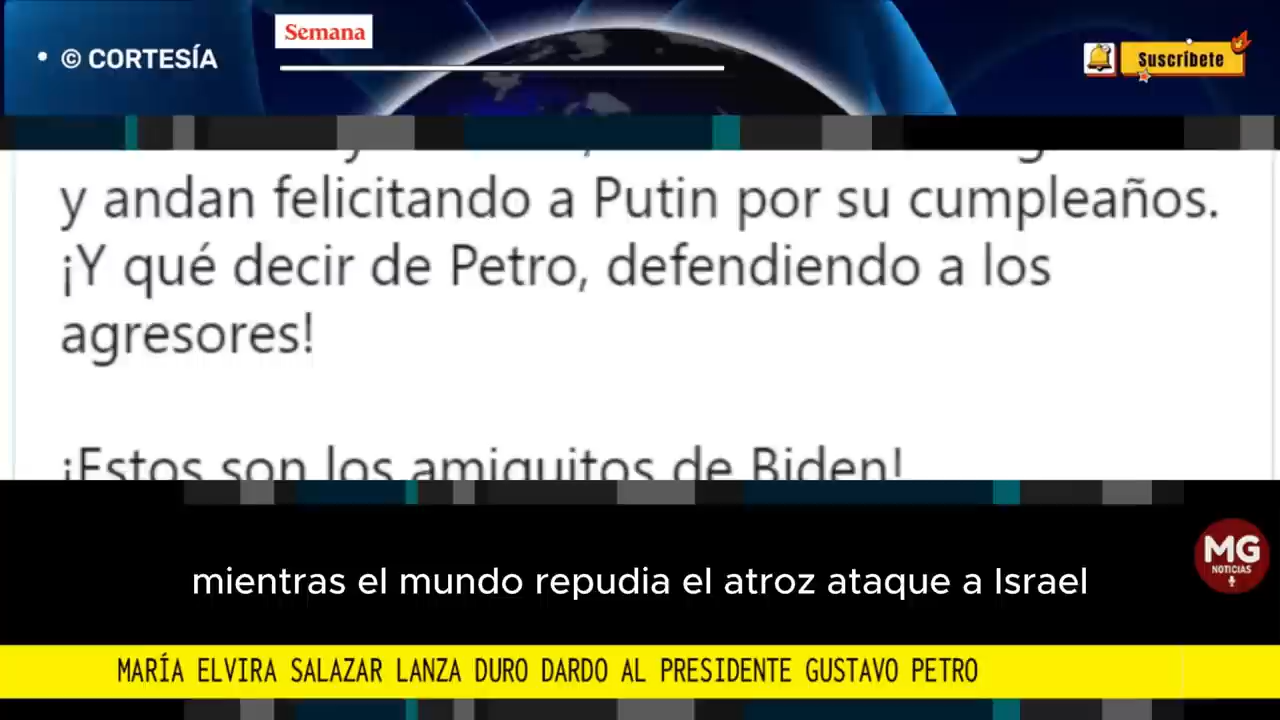 • © CORTESÍA
Semana
Suscríbete
y andan felicitando a Putin por su cumpleaños.
¡Y qué decir de Petro, defendiendo a los
agresores!
¡Estos son los amiguitos de Biden!
mientras el mundo repudia el atroz ataque a Israel
MG
NOTICIAS
MARÍA ELVIRA SALAZAR LANZA DURO DARDO AL PRESIDENTE GUSTAVO PETRO